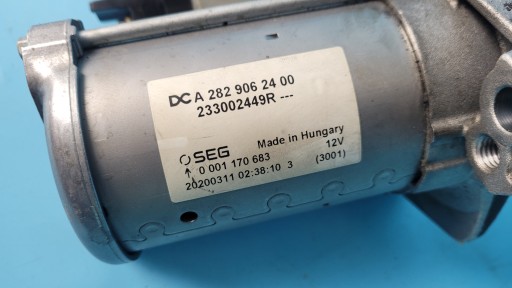 DC A 282 906 24 00
233002449R ---
SEG Made in Hungary
0 001 170 683 12V
20200311 02:38:10 3 (3001)